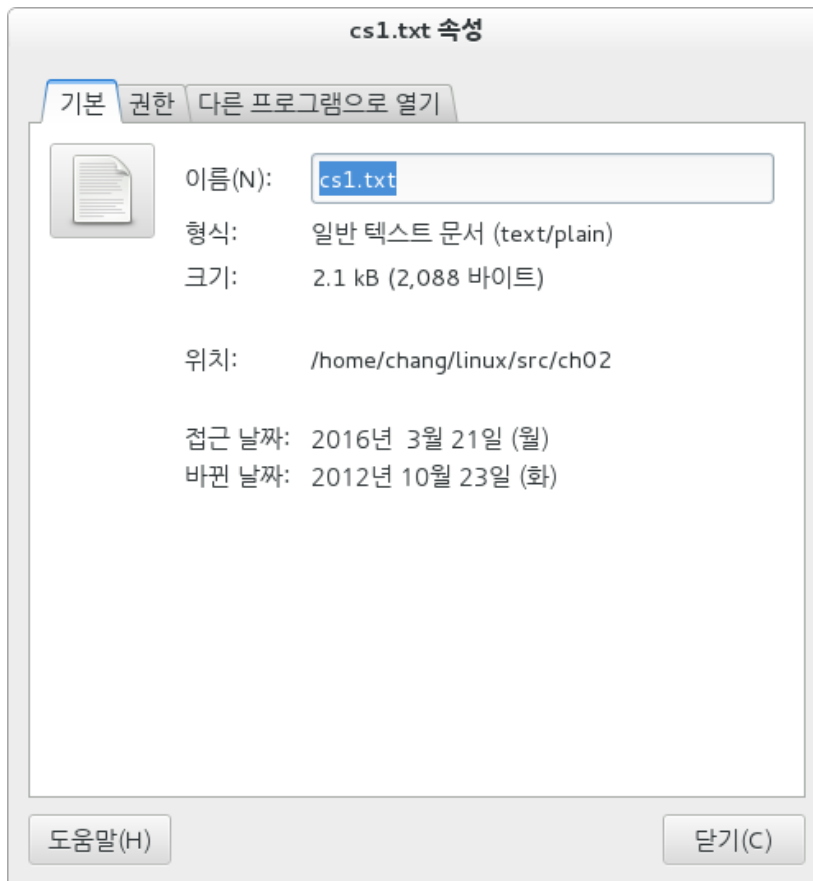 cs1.txt 속성
기본 권한 다른 프로그램으로 열기
이름(N): cs1.txt
형식: 일반 텍스트 문서 (text/plain)
크기: 2.1 kB (2,088 바이트)
위치: /home/chang/linux/src/ch02
접근 날짜: 2016년 3월 21일 (월)
바뀐 날짜: 2012년 10월 23일 (화)
도움말(H) 닫기(C)